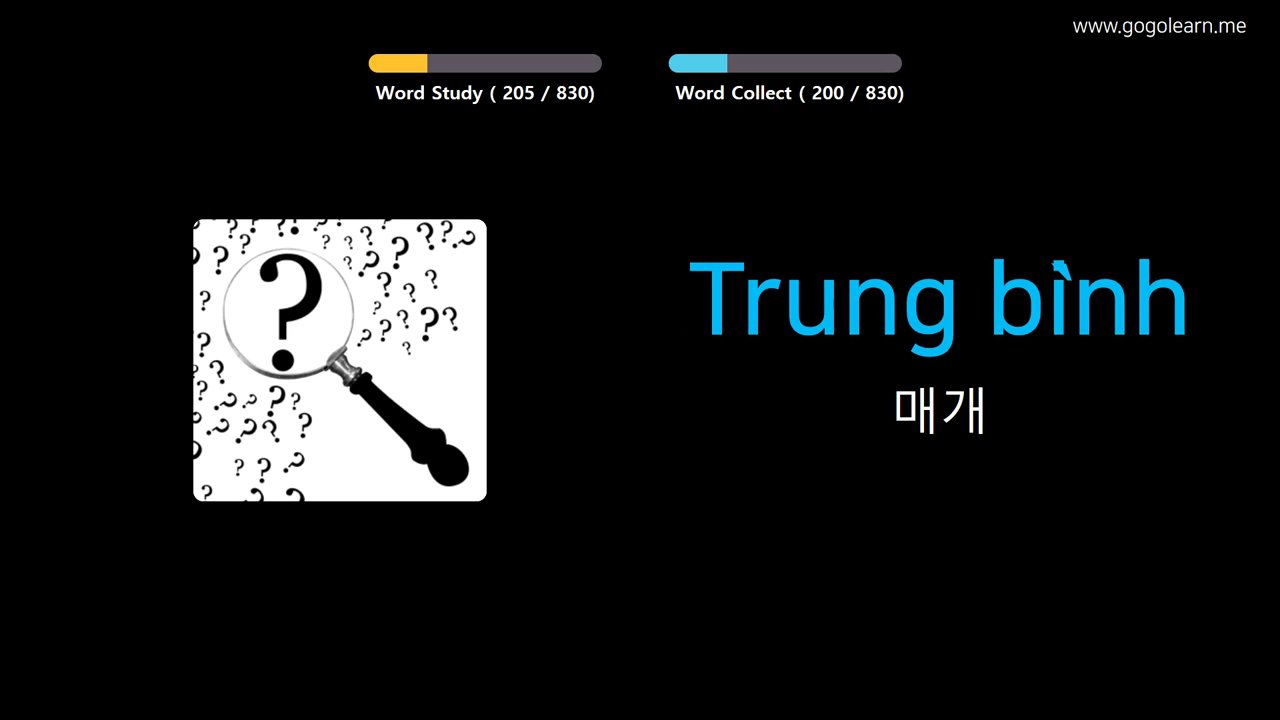 www.gogolearn.me
Word Study ( 205 / 830)
Word Collect ( 200 / 830)
Trung bình
매개